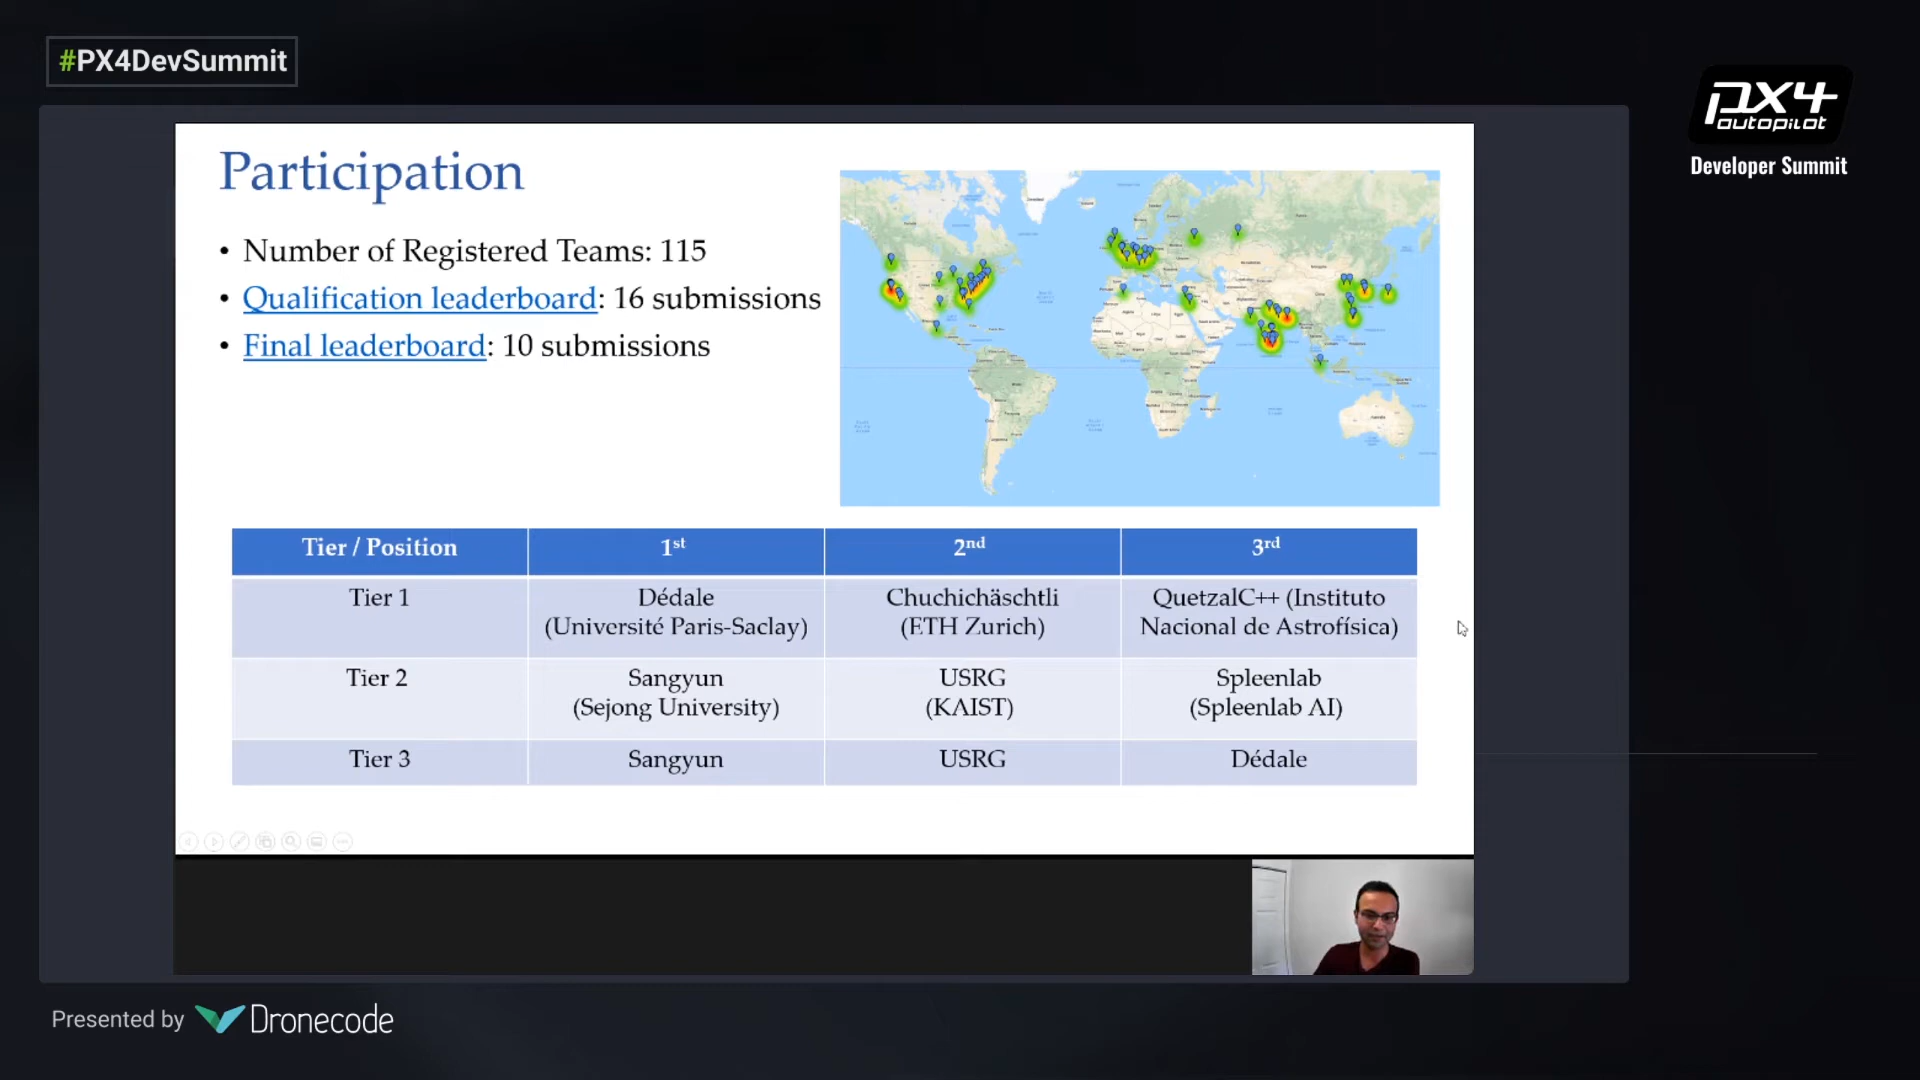 #PX4DevSummit
PX4
autopilot
Developer Summit
Participation
• Number of Registered Teams: 115
• Qualification leaderboard: 16 submissions
• Final leaderboard: 10 submissions
Tier / Position 1st 2nd 3rd
Tier 1 Dédale Chuchichäschtli QuetzalC++ (Instituto
(Université Paris-Saclay) (ETH Zurich) Nacional de Astrofísica)
Tier 2 Sangyun USRG Spleenlab
(Sejong University) (KAIST) (Spleenlab AI)
Tier 3 Sangyun USRG Dédale
Presented by Dronecode